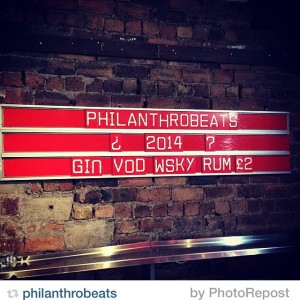 PHILANTHROBEATS
¿ 2014 ?
GIN VOD WSKY RUM £2
philanthrobeats
by PhotoRepost